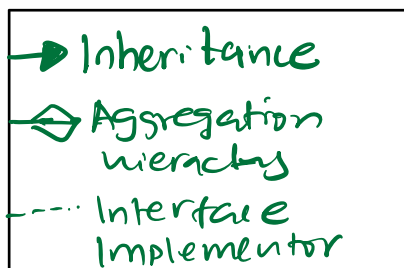 Inheritance
Aggregation
hierachy
Interface
Implementor